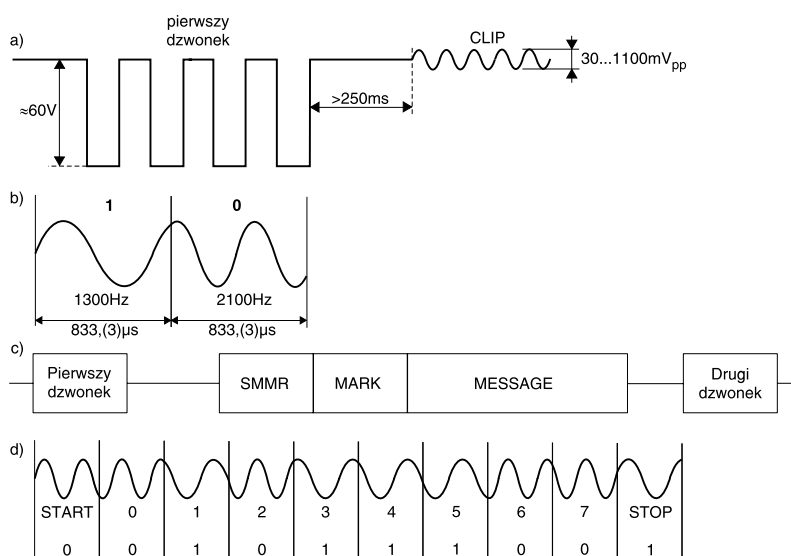 a)
pierwszy
dzwonek
CLIP
30...1100mVpp
≈60V
>250ms
b)
1 0
1300Hz 2100Hz
833,(3)µs 833,(3)µs
c)
Pierwszy
dzwonek
SMMR MARK MESSAGE
Drugi
dzwonek
d)
START 0 1 2 3 4 5 6 7 STOP
0 0 1 0 1 1 1 0 0 1